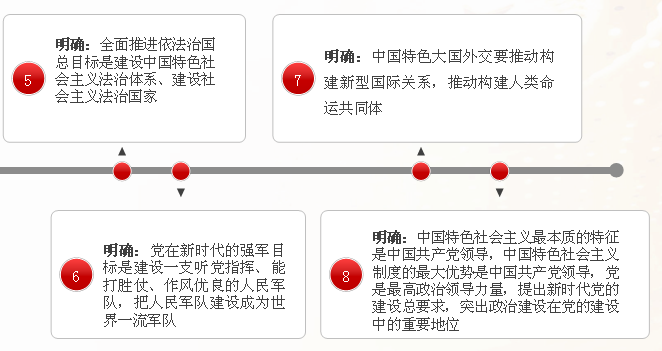 5
明确：全面推进依法治国
总目标是建设中国特色社
会主义法治体系、建设社
会主义法治国家
7
明确：中国特色大国外交要推动构
建新型国际关系，推动构建人类命
运共同体
6
明确：党在新时代的强军目
标是建设一支听党指挥、能
打胜仗、作风优良的人民军
队，把人民军队建设成为世
界一流军队
8
明确：中国特色社会主义最本质的特征
是中国共产党领导，中国特色社会主义
制度的最大优势是中国共产党领导，党
是最高政治领导力量，提出新时代党的
建设总要求，突出政治建设在党的建设
中的重要地位